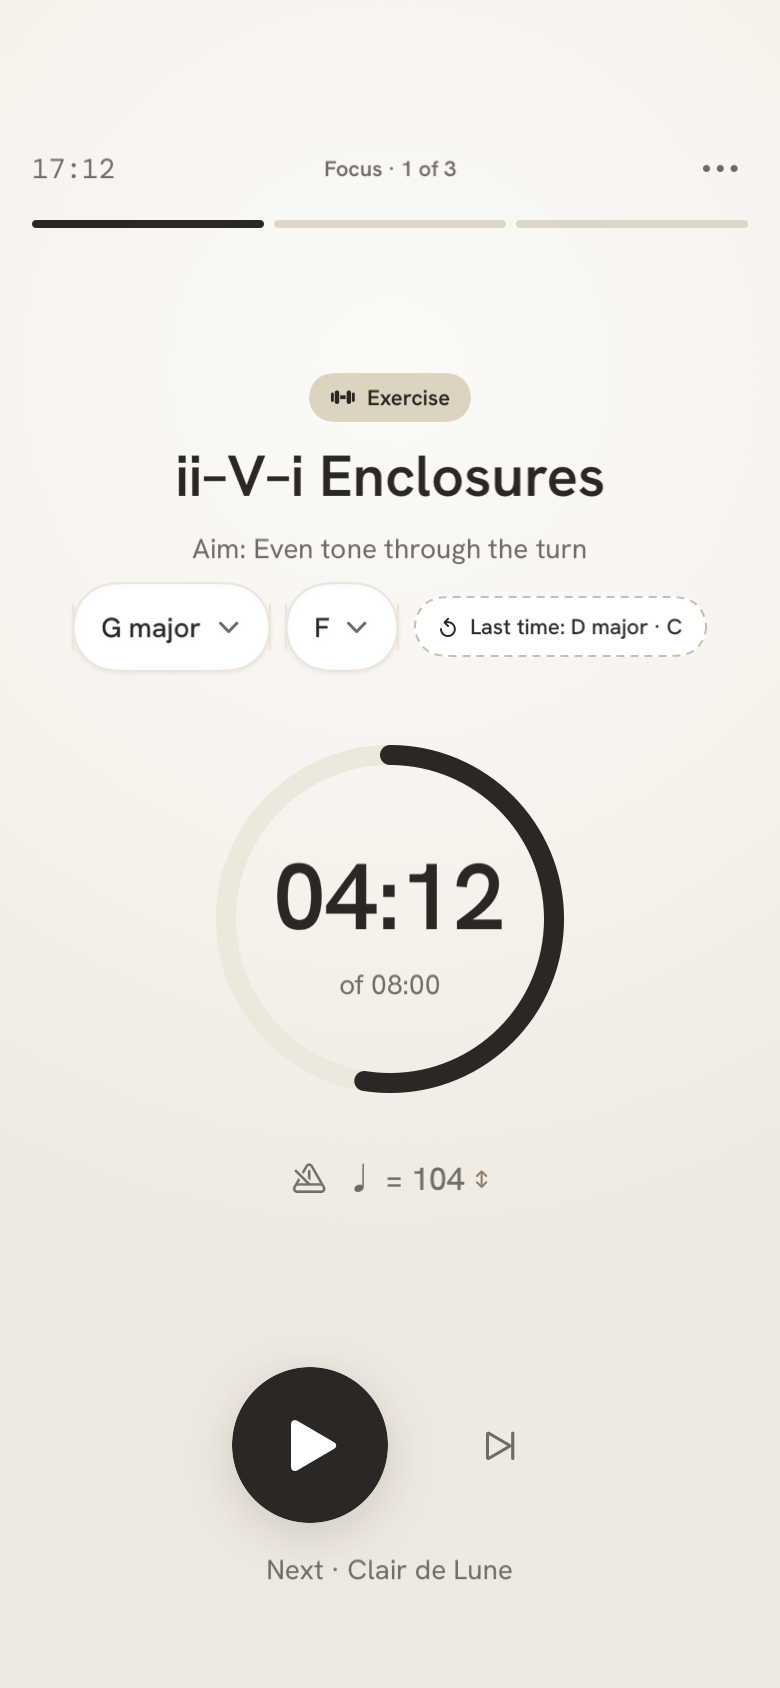 17:12
Focus · 1 of 3
Exercise
ii–V–i Enclosures
Aim: Even tone through the turn
G major
F
Last time: D major · C
04:12
of 08:00
♩ = 104
Next · Clair de Lune